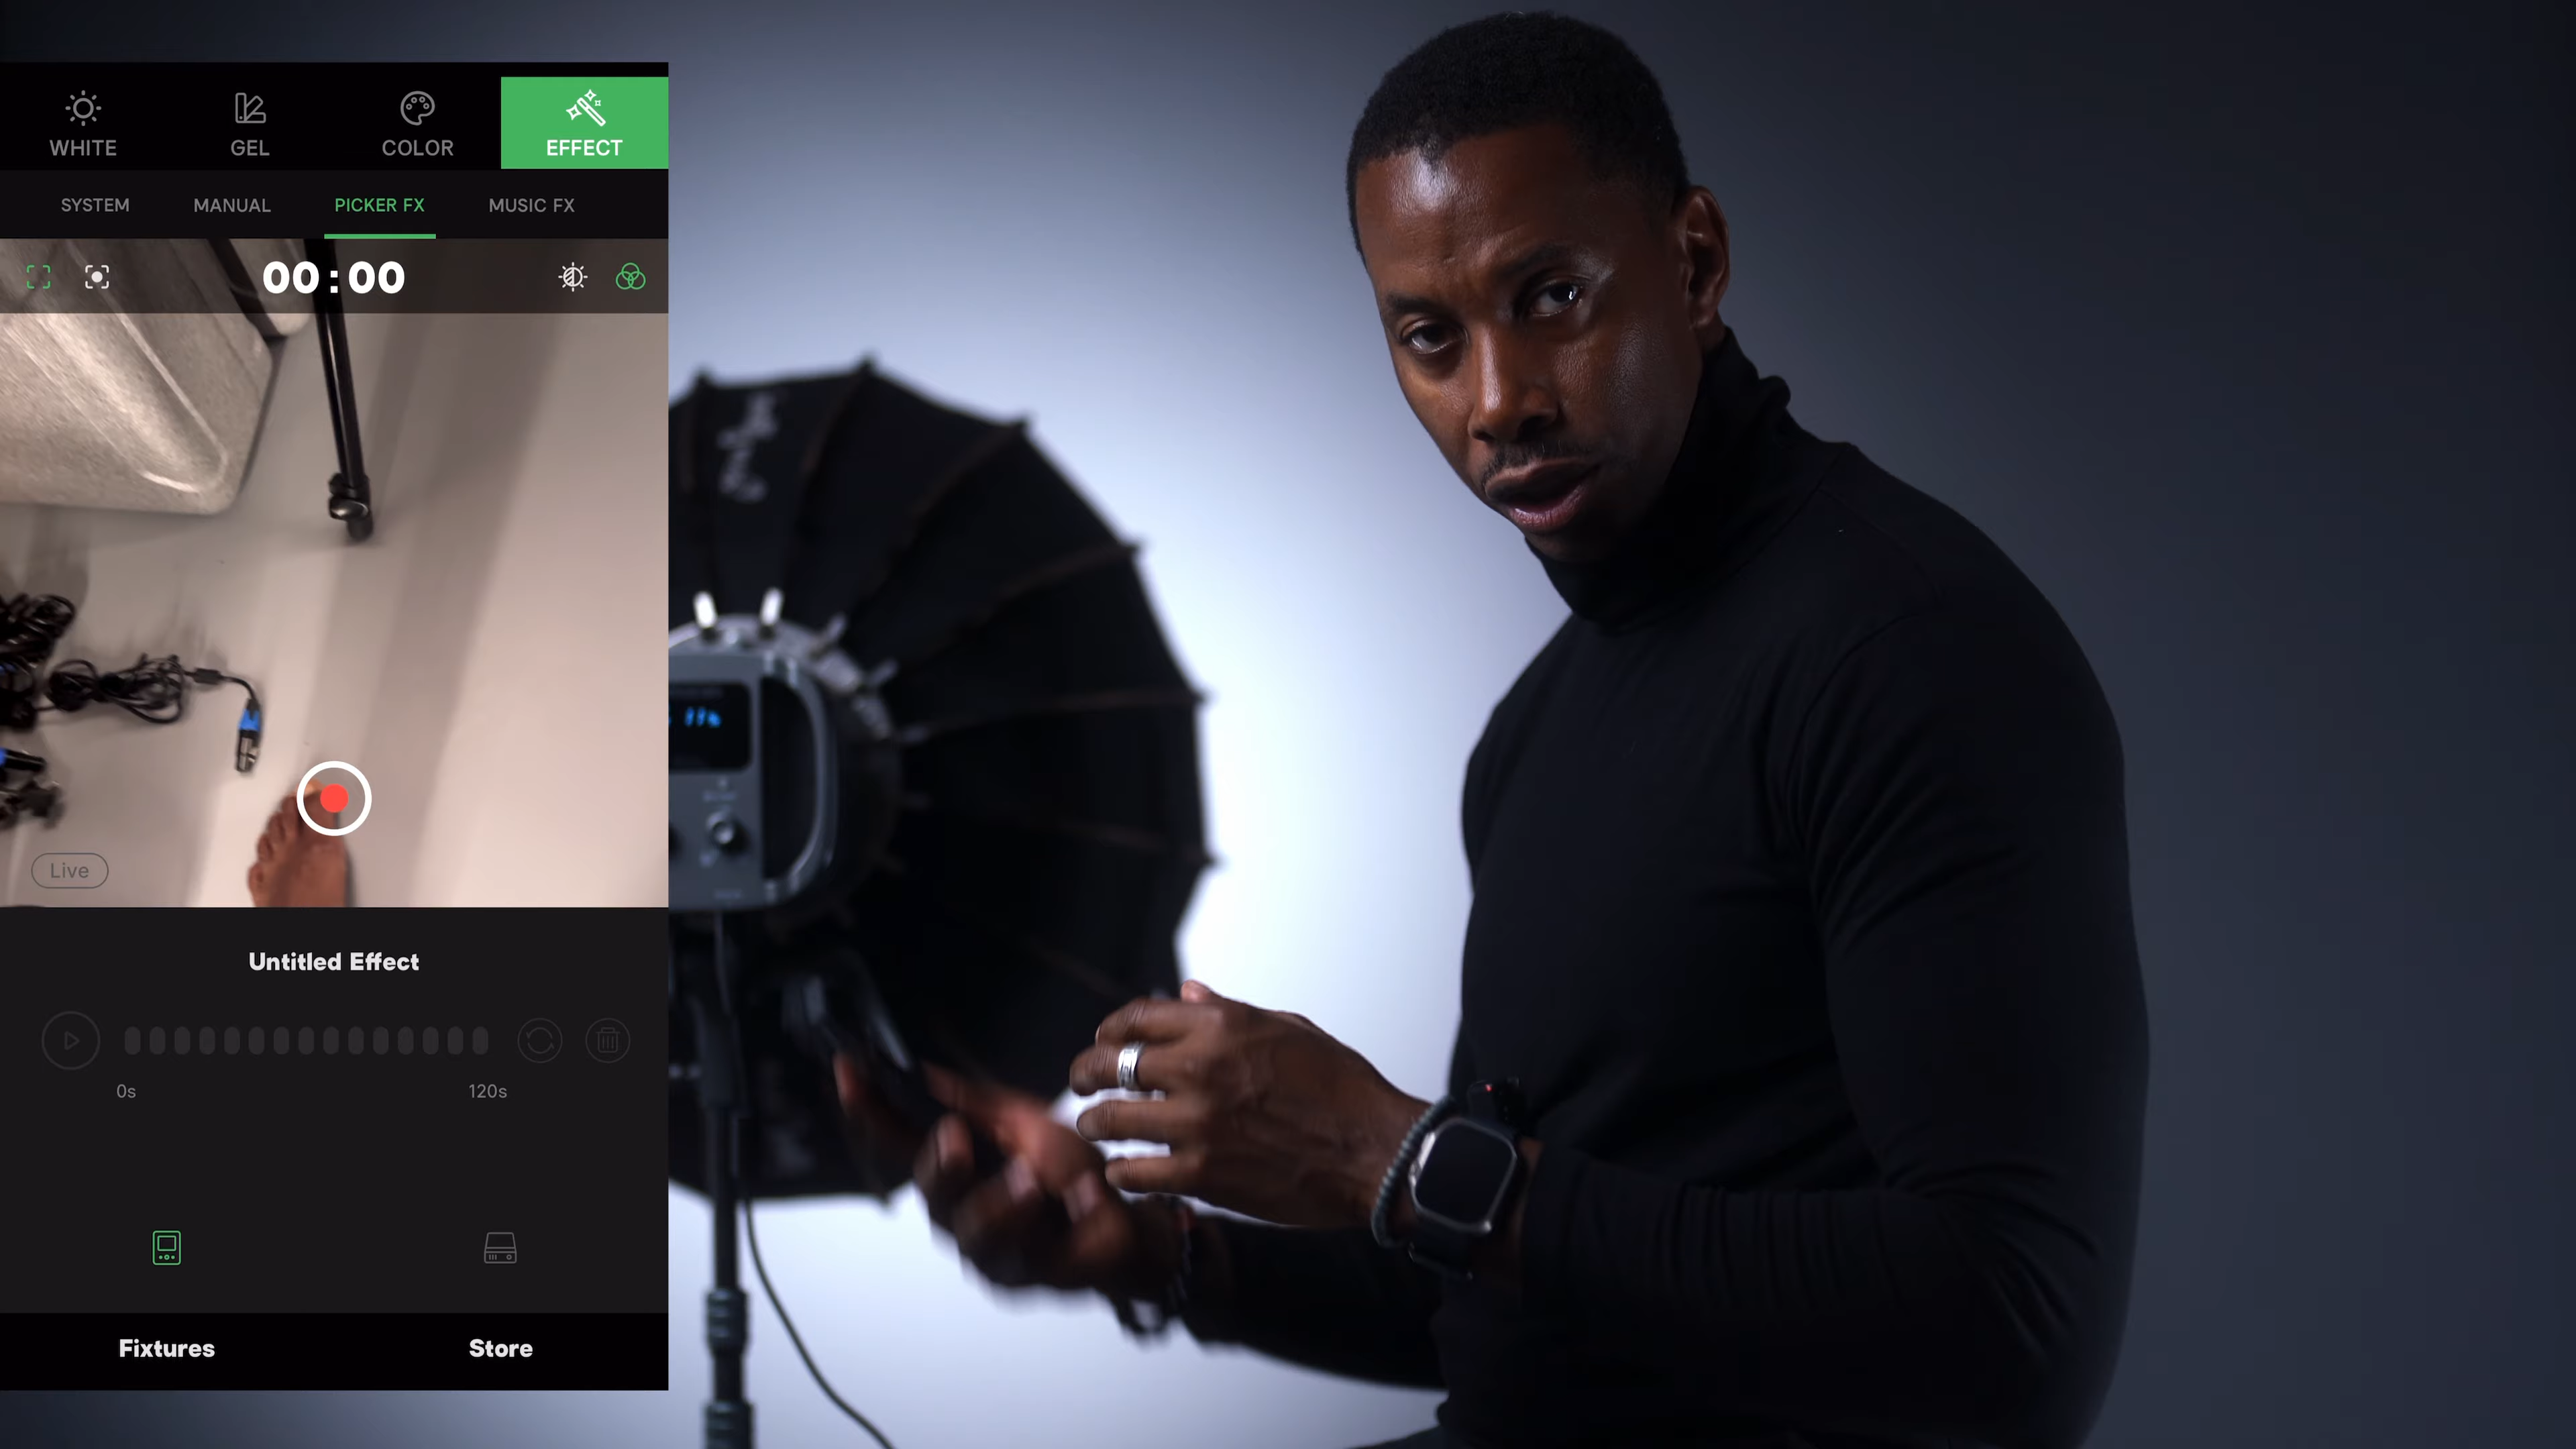 WHITE GEL COLOR EFFECT
SYSTEM MANUAL PICKER FX MUSIC FX
00:00
Live
Untitled Effect
0s 120s
Fixtures Store